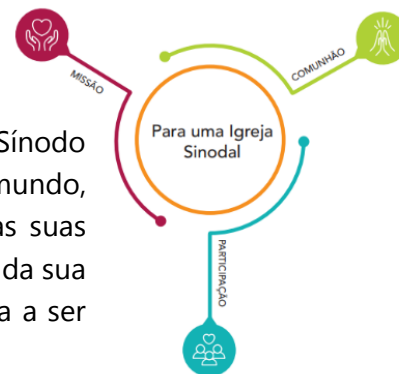 MISSÃO
COMUNHÃO
Para uma Igreja
Sinodal
PARTICIPAÇÃO
Sínodo
mundo,
as suas
da sua
a a ser